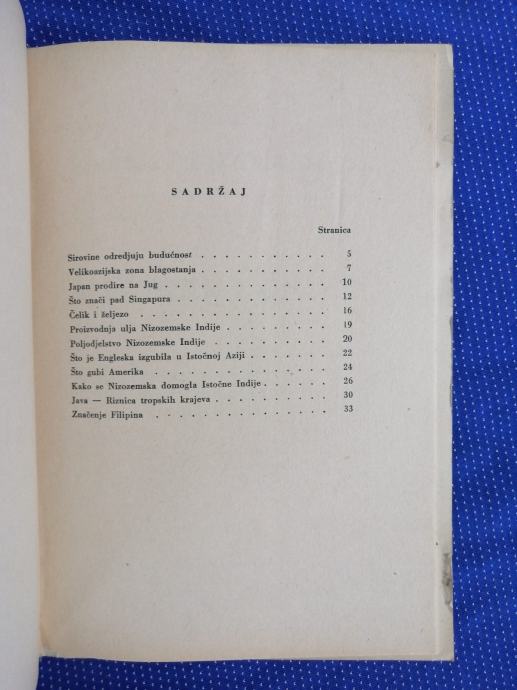 SADRŽAJ
Stranica
Sirovine odredjuju budućnost . . . . . . . . . . . 5
Velikoazijska zona blagostanja . . . . . . . . . . . 7
Japan prodire na Jug . . . . . . . . . . . . 10
Što znači pad Singapura . . . . . . . . . . . . 12
Čelik i željezo . . . . . . . . . . . . . . 16
Proizvodnja ulja Nizozemske Indije . . . . . . . . . 19
Poljodjelstvo Nizozemske Indije . . . . . . . . . . 20
Što je Engleska izgubila u Istočnoj Aziji . . . . . . . 22
Što gubi Amerika . . . . . . . . . . . . . 24
Kako se Nizozemska domogla Istočne Indije . . . . . . 26
Java — Riznica tropskih krajeva . . . . . . . . . . 30
Značenje Filipina . . . . . . . . . . . . . 33